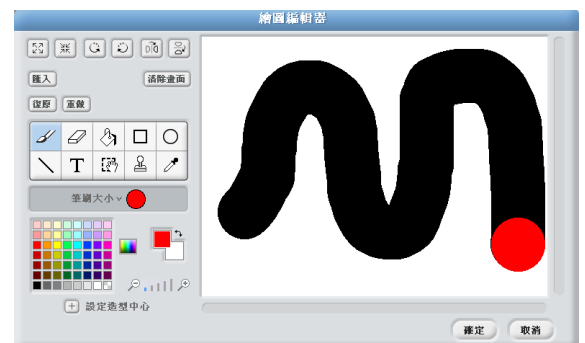 繪圖編輯器
匯入 清除畫面
復原 重做
T
筆刷大小
設定造型中心
確定 取消